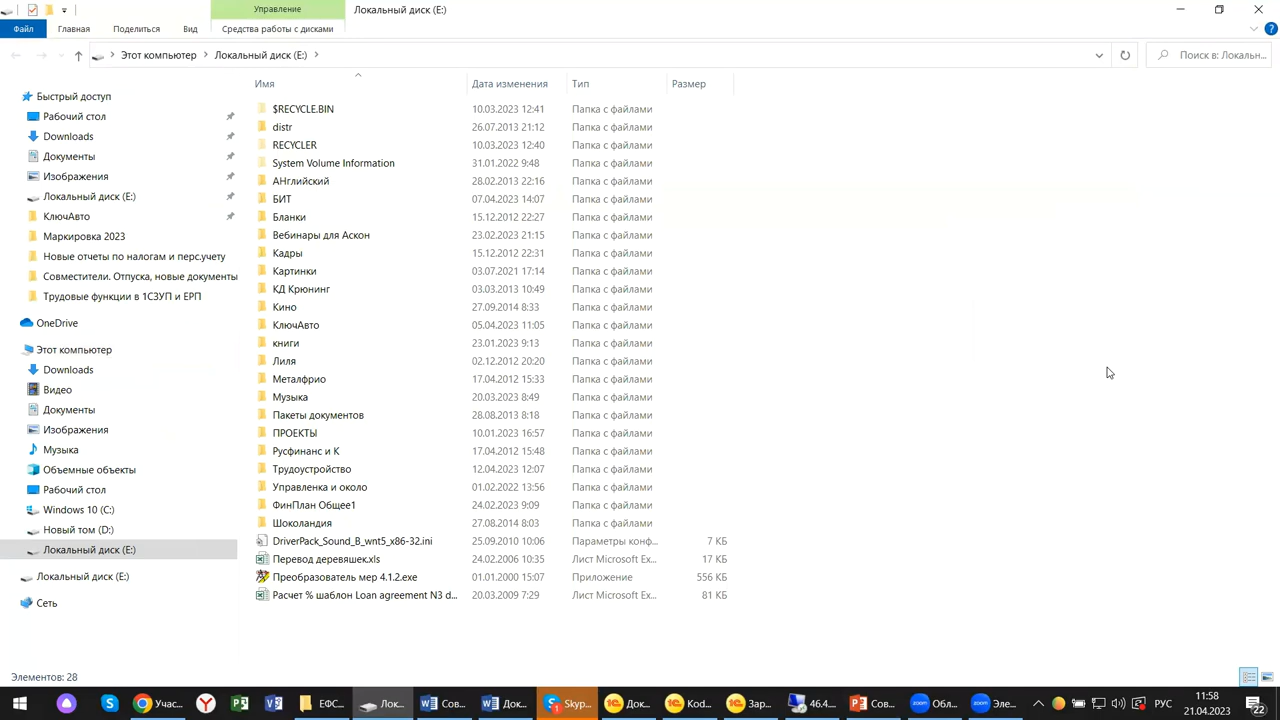 Управление
Локальный диск (E:)
Файл
Главная
Поделиться
Вид
Средства работы с дисками
Этот компьютер
Локальный диск (E:)
Поиск в: Локальн...
Имя
Дата изменения
Тип
Размер
Быстрый доступ
Рабочий стол
Downloads
Документы
Изображения
Локальный диск (E:)
КлючАвто
Маркировка 2023
Новые отчеты по налогам и перс.учету
Совместители. Отпуска, новые документы
Трудовые функции в 1СЗУП и ЕРП
OneDrive
Этот компьютер
Downloads
Видео
Документы
Изображения
Музыка
Объемные объекты
Рабочий стол
Windows 10 (C:)
Новый том (D:)
Локальный диск (E:)
Локальный диск (E:)
Сеть
$RECYCLE.BIN 10.03.2023 12:41 Папка с файлами
distr 26.07.2013 21:12 Папка с файлами
RECYCLER 10.03.2023 12:40 Папка с файлами
System Volume Information 31.01.2022 9:48 Папка с файлами
АНглийский 28.02.2013 22:16 Папка с файлами
БИТ 07.04.2023 14:07 Папка с файлами
Бланки 15.12.2012 22:27 Папка с файлами
Вебинары для Аскон 23.02.2023 21:15 Папка с файлами
Кадры 15.12.2012 22:31 Папка с файлами
Картинки 03.07.2021 17:14 Папка с файлами
КД Крюнинг 03.03.2013 10:49 Папка с файлами
Кино 27.09.2014 8:33 Папка с файлами
КлючАвто 05.04.2023 11:05 Папка с файлами
книги 23.01.2023 9:13 Папка с файлами
Лиля 02.12.2012 20:20 Папка с файлами
Металфрио 17.04.2012 15:33 Папка с файлами
Музыка 20.03.2023 8:49 Папка с файлами
Пакеты документов 28.08.2013 8:18 Папка с файлами
ПРОЕКТЫ 10.01.2023 16:57 Папка с файлами
Русфинанс и К 17.04.2012 15:48 Папка с файлами
Трудоустройство 12.04.2023 12:07 Папка с файлами
Управленка и около 01.02.2022 13:56 Папка с файлами
ФинПлан Общее1 24.02.2023 9:09 Папка с файлами
Шоколандия 27.08.2014 8:03 Папка с файлами
DriverPack_Sound_B_wnt5_x86-32.ini 25.09.2010 10:06 Параметры конф... 7 КБ
Перевод деревяшек.xls 24.02.2006 10:35 Лист Microsoft Ex... 17 КБ
Преобразователь мер 4.1.2.exe 01.01.2000 15:07 Приложение 556 КБ
Расчет % шаблон Loan agreement N3 d... 20.03.2009 7:29 Лист Microsoft Ex... 81 КБ
Элементов: 28
Учас...
ЕФС...
Лок...
Сов...
Док...
Skyp...
Док...
Kod...
Зар...
46.4...
Сов...
Обл...
Эле...
РУС
11:58
21.04.2023
22